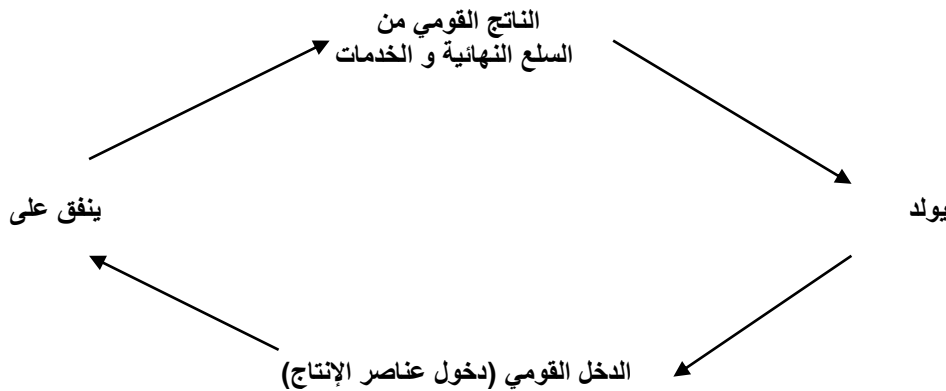 الناتج القومي من
السلع النهائية و الخدمات
يولد
ينفق على
الدخل القومي (دخول عناصر الإنتاج)